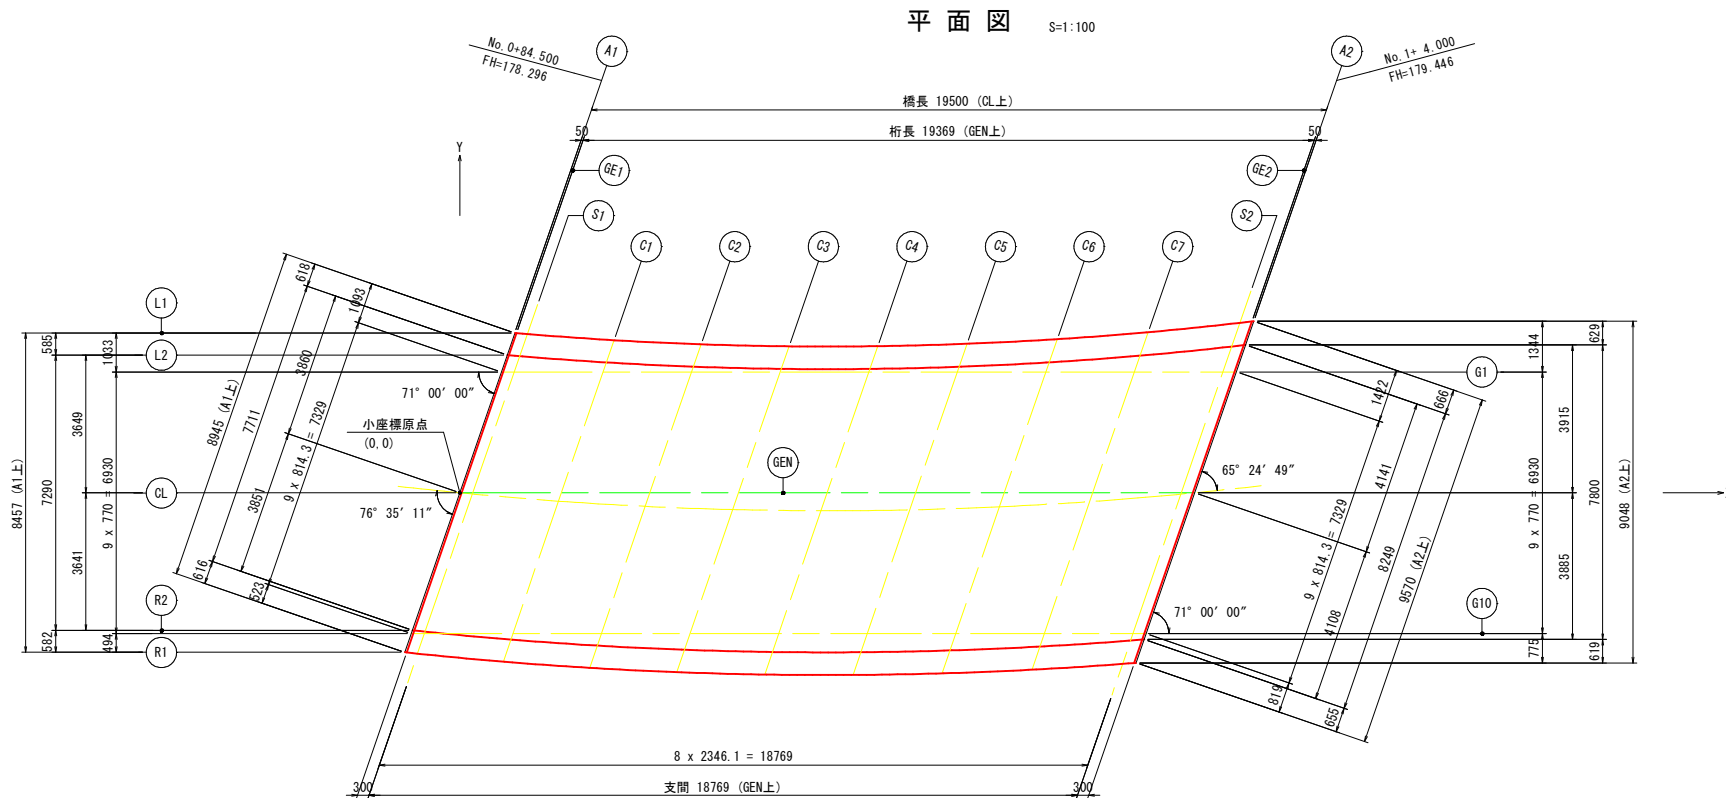 平面図 S=1:100
No.0+84.500
FH=178.296
A1
A2
No.1+ 4.000
FH=179.446
橋長 19500 (CL上)
50
桁長 19369 (GEN上)
50
Y
GE1
GE2
S1
S2
C1
C2
C3
C4
C5
C6
C7
L1
L2
CL
R2
R1
G1
G10
GEN
小座標原点
(0,0)
71° 00′ 00″
76° 35′ 11″
65° 24′ 49″
71° 00′ 00″
8457 (A1上)
585
7290
582
3649
3641
1033
9 x 770 = 6930
494
8945 (A1上)
618
7711
616
3860
3851
1093
9 x 814.3 = 7329
523
1422
9 x 814.3 = 7329
819
4141
4108
666
8249
655
9570 (A2上)
1344
9 x 770 = 6930
775
3915
3885
629
7800
619
9048 (A2上)
8 x 2346.1 = 18769
300
支間 18769 (GEN上)
300